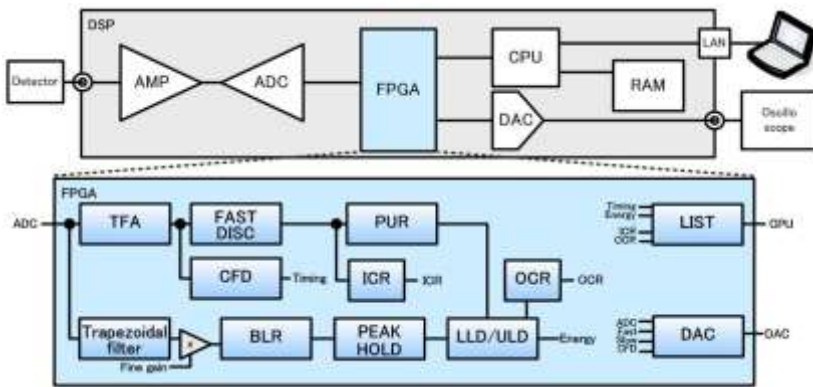 DSP
LAN
CPU
Detector
AMP
ADC
FPGA
RAM
DAC
Oscillo
scope
FPGA
ADC
TFA
FAST
DISC
PUR
Timing
Energy
ICR
OCR
LIST
CPU
CFD
Timing
ICR
ICR
OCR
OCR
Trapezoidal
filter
×
BLR
PEAK
HOLD
LLD/ULD
Energy
Fine gain
ADC
Fast
Slow
CFD
DAC
DAC